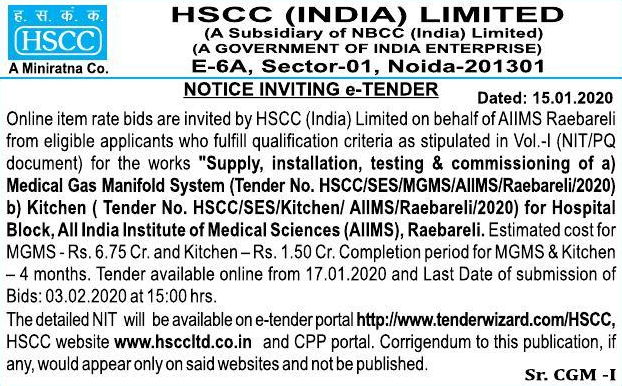 ह. स. कं. क.
HSCC
A Miniratna Co.
HSCC (INDIA) LIMITED
(A Subsidiary of NBCC (India) Limited)
(A GOVERNMENT OF INDIA ENTERPRISE)
E-6A, Sector-01, Noida-201301
NOTICE INVITING e-TENDER
Dated: 15.01.2020
Online item rate bids are invited by HSCC (India) Limited on behalf of AIIMS Raebareli
from eligible applicants who fulfill qualification criteria as stipulated in Vol.-I (NIT/PQ
document) for the works "Supply, installation, testing & commissioning of a)
Medical Gas Manifold System (Tender No. HSCC/SES/MGMS/AIIMS/Raebareli/2020)
b) Kitchen ( Tender No. HSCC/SES/Kitchen/ AIIMS/Raebareli/2020) for Hospital
Block, All India Institute of Medical Sciences (AIIMS), Raebareli. Estimated cost for
MGMS - Rs. 6.75 Cr. and Kitchen – Rs. 1.50 Cr. Completion period for MGMS & Kitchen
– 4 months. Tender available online from 17.01.2020 and Last Date of submission of
Bids: 03.02.2020 at 15:00 hrs.
The detailed NIT will be available on e-tender portal http://www.tenderwizard.com/HSCC,
HSCC website www.hsccltd.co.in and CPP portal. Corrigendum to this publication, if
any, would appear only on said websites and not be published.
Sr. CGM -I